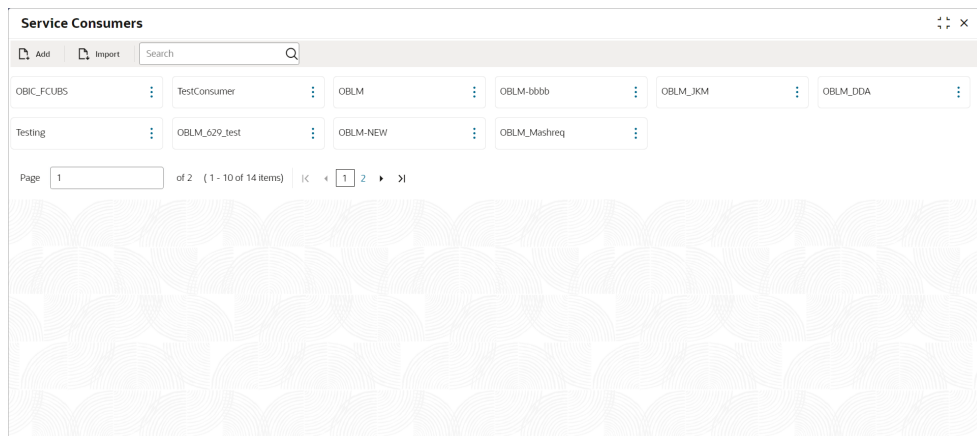 Service Consumers
Add Import Search
OBIC_FCUBS TestConsumer OBLM OBLM-bbbb OBLM_JKM OBLM_DDA
Testing OBLM_629_test OBLM-NEW OBLM_Mashreq
Page 1 of 2 ( 1 - 10 of 14 items) 1 2